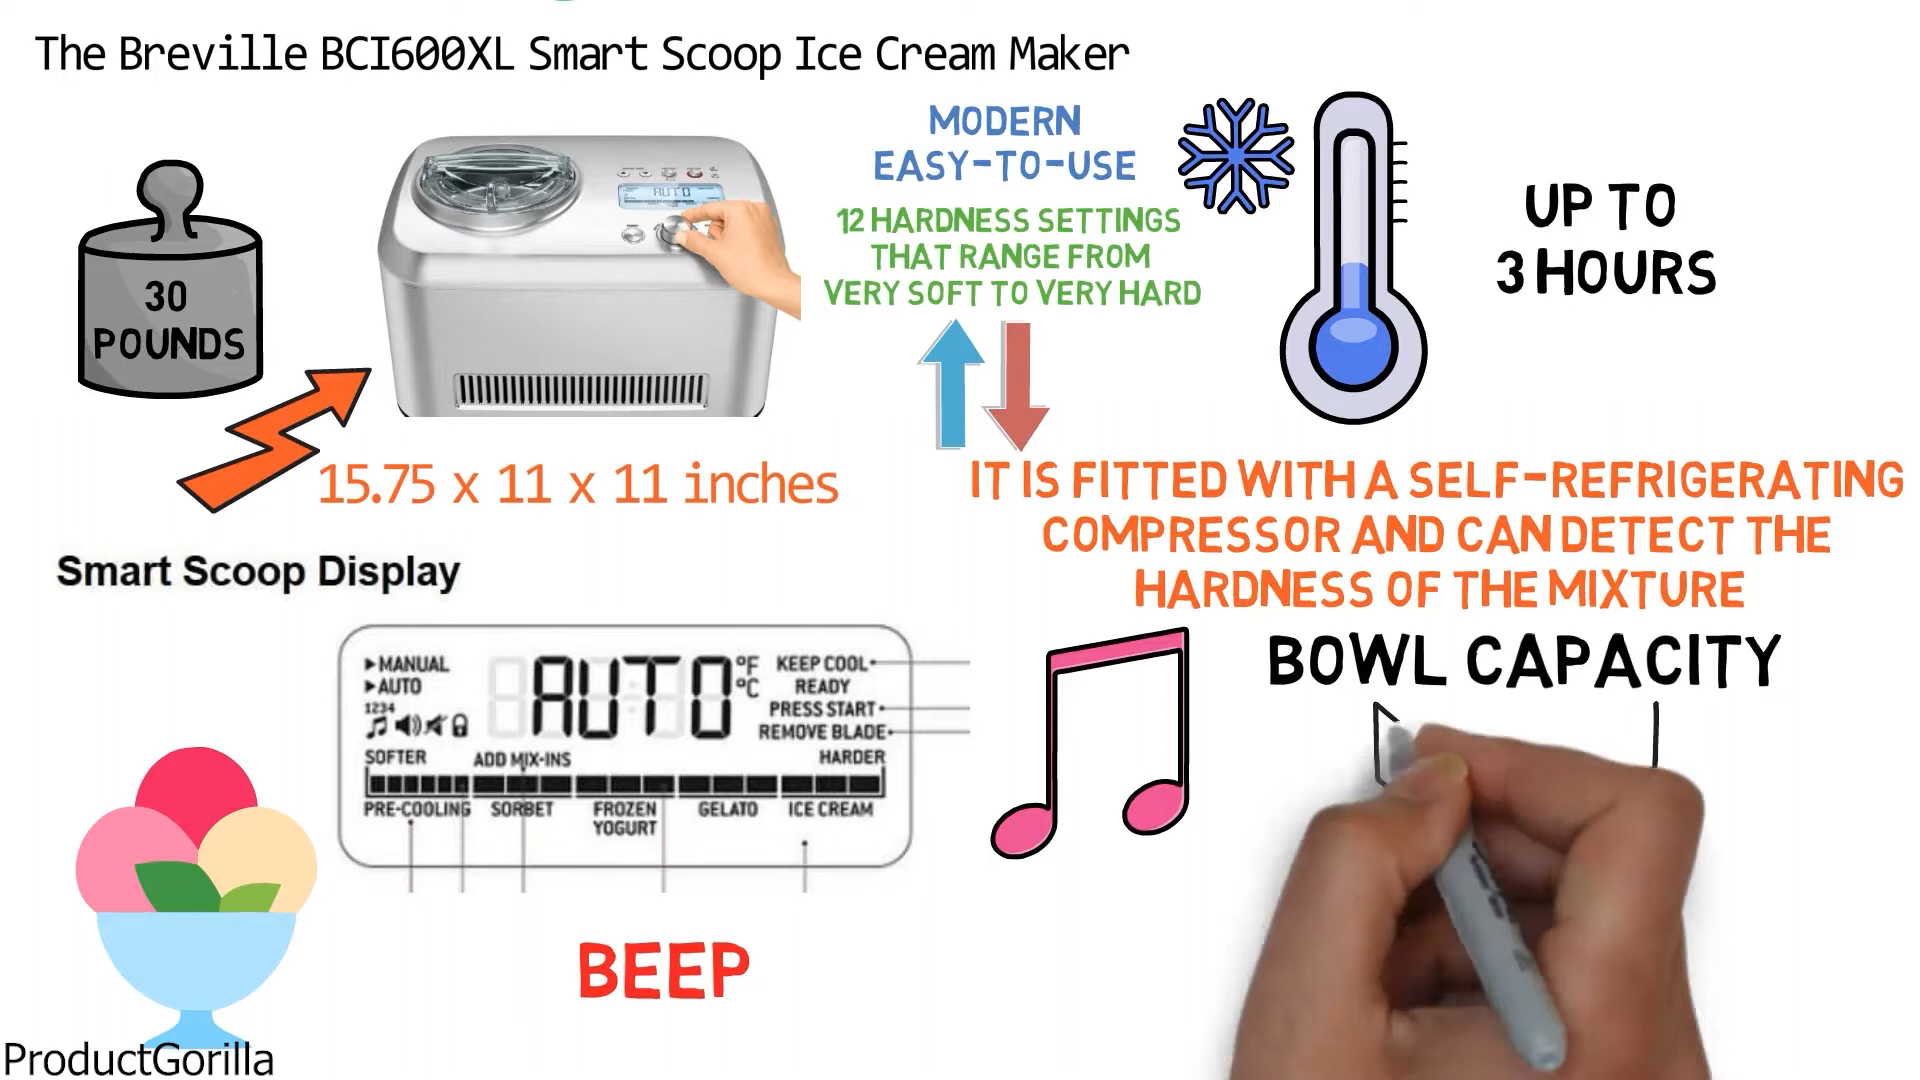 The Breville BCI600XL Smart Scoop Ice Cream Maker
30
POUNDS
AUTO
MODERN
EASY-TO-USE
12 HARDNESS SETTINGS
THAT RANGE FROM
VERY SOFT TO VERY HARD
UP TO
3 HOURS
15.75 x 11 x 11 inches
IT IS FITTED WITH A SELF-REFRIGERATING
COMPRESSOR AND CAN DETECT THE
HARDNESS OF THE MIXTURE
Smart Scoop Display
MANUAL
AUTO
1234
AUTO
°F
°C
KEEP COOL
READY
PRESS START
REMOVE BLADE
SOFTER
ADD MIX-INS
HARDER
PRE-COOLING
SORBET
FROZEN
YOGURT
GELATO
ICE CREAM
BOWL CAPACITY
BEEP
ProductGorilla